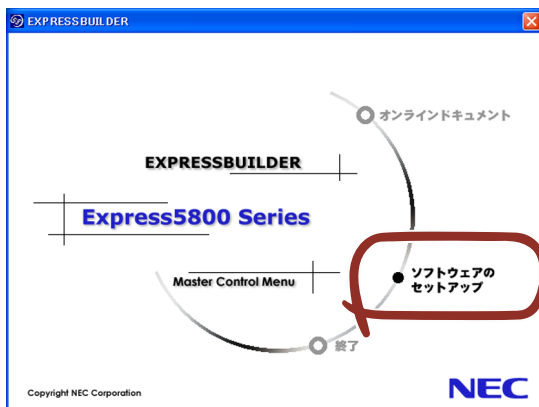 EXPRESSBUILDER
オンラインドキュメント
EXPRESSBUILDER
Express5800 Series
ソフトウェアの
セットアップ
Master Control Menu
終了
Copyright NEC Corporation
NEC